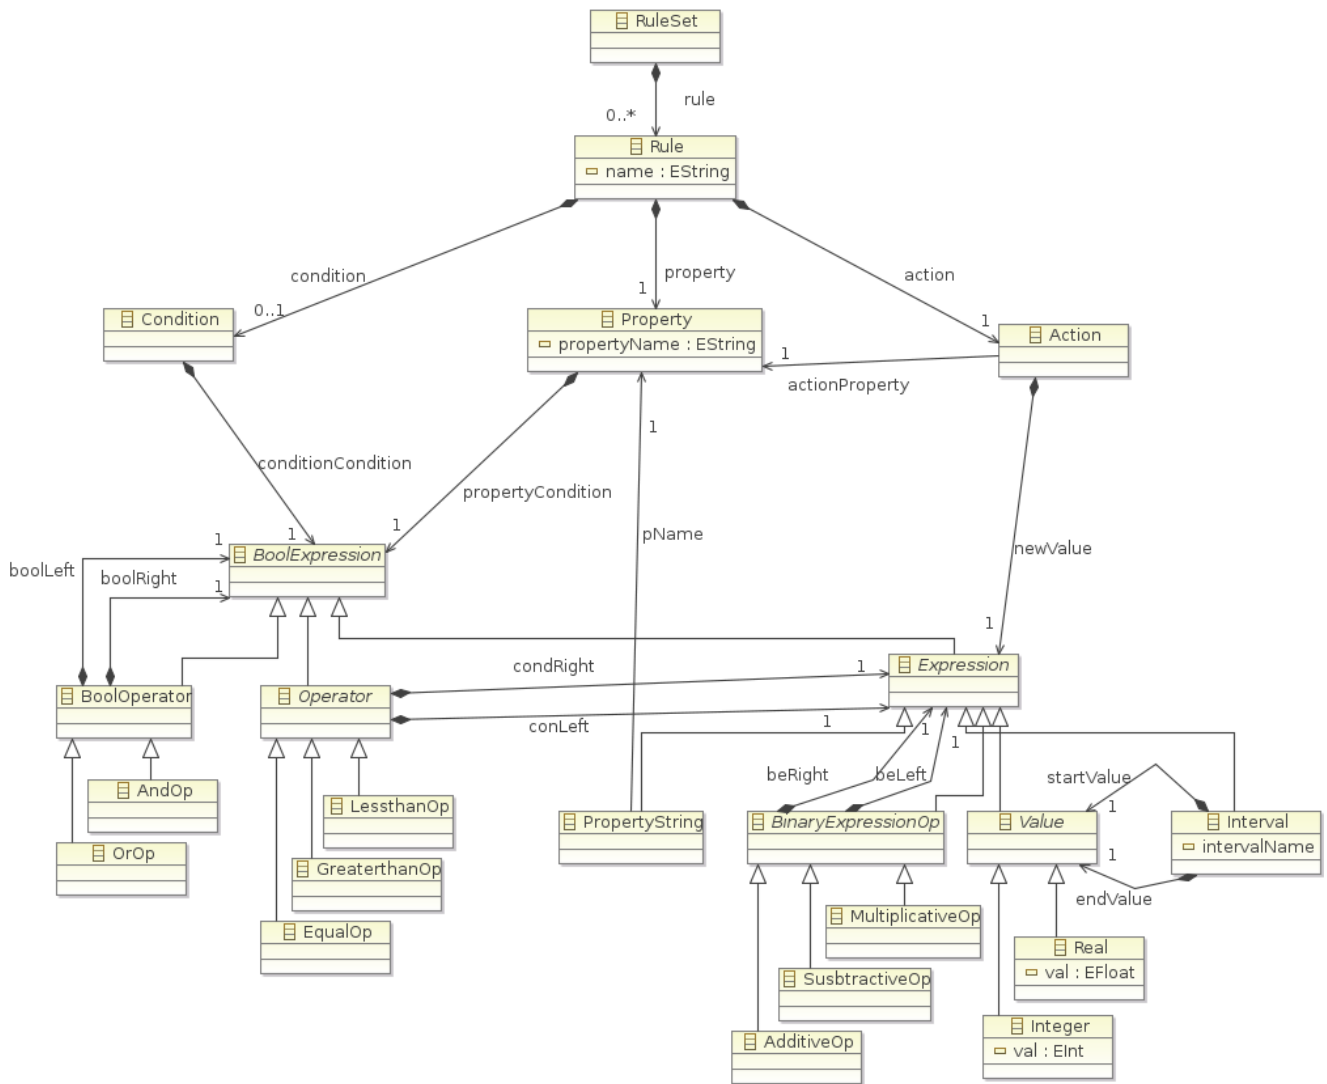 RuleSet
rule
0..*
Rule
name : EString
condition
property
action
0..1
1
1
Condition
Property
propertyName : EString
Action
1
actionProperty
1
conditionCondition
propertyCondition
pName
newValue
1
1
1
1
BoolExpression
boolLeft
boolRight
1
condRight
1
Expression
BoolOperator
Operator
conLeft
1
1
1
beRight
beLeft
startValue
1
AndOp
LessthanOp
PropertyString
BinaryExpressionOp
Value
Interval
intervalName
OrOp
1
endValue
GreaterthanOp
MultiplicativeOp
EqualOp
Real
val : EFloat
SusbtractiveOp
Integer
val : EInt
AdditiveOp